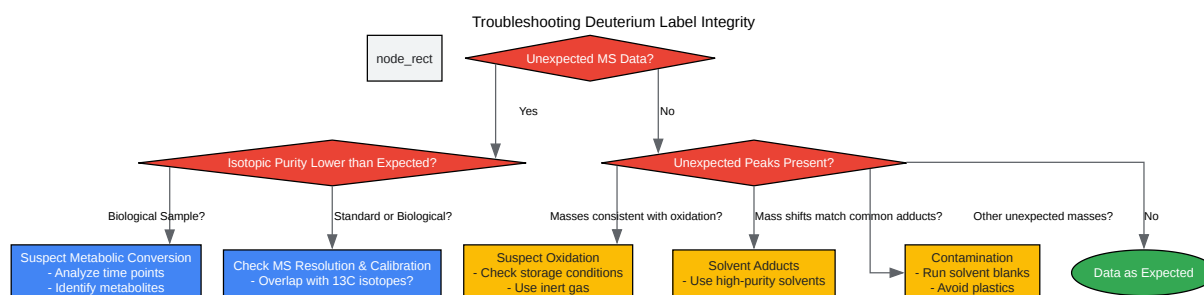 Troubleshooting Deuterium Label Integrity
node_rect
Unexpected MS Data?
Yes
No
Isotopic Purity Lower than Expected?
Unexpected Peaks Present?
Biological Sample?
Standard or Biological?
Masses consistent with oxidation?
Mass shifts match common adducts?
Other unexpected masses?
No
Suspect Metabolic Conversion
- Analyze time points
- Identify metabolites
Check MS Resolution & Calibration
- Overlap with 13C isotopes?
Suspect Oxidation
- Check storage conditions
- Use inert gas
Solvent Adducts
- Use high-purity solvents
Contamination
- Run solvent blanks
- Avoid plastics
Data as Expected